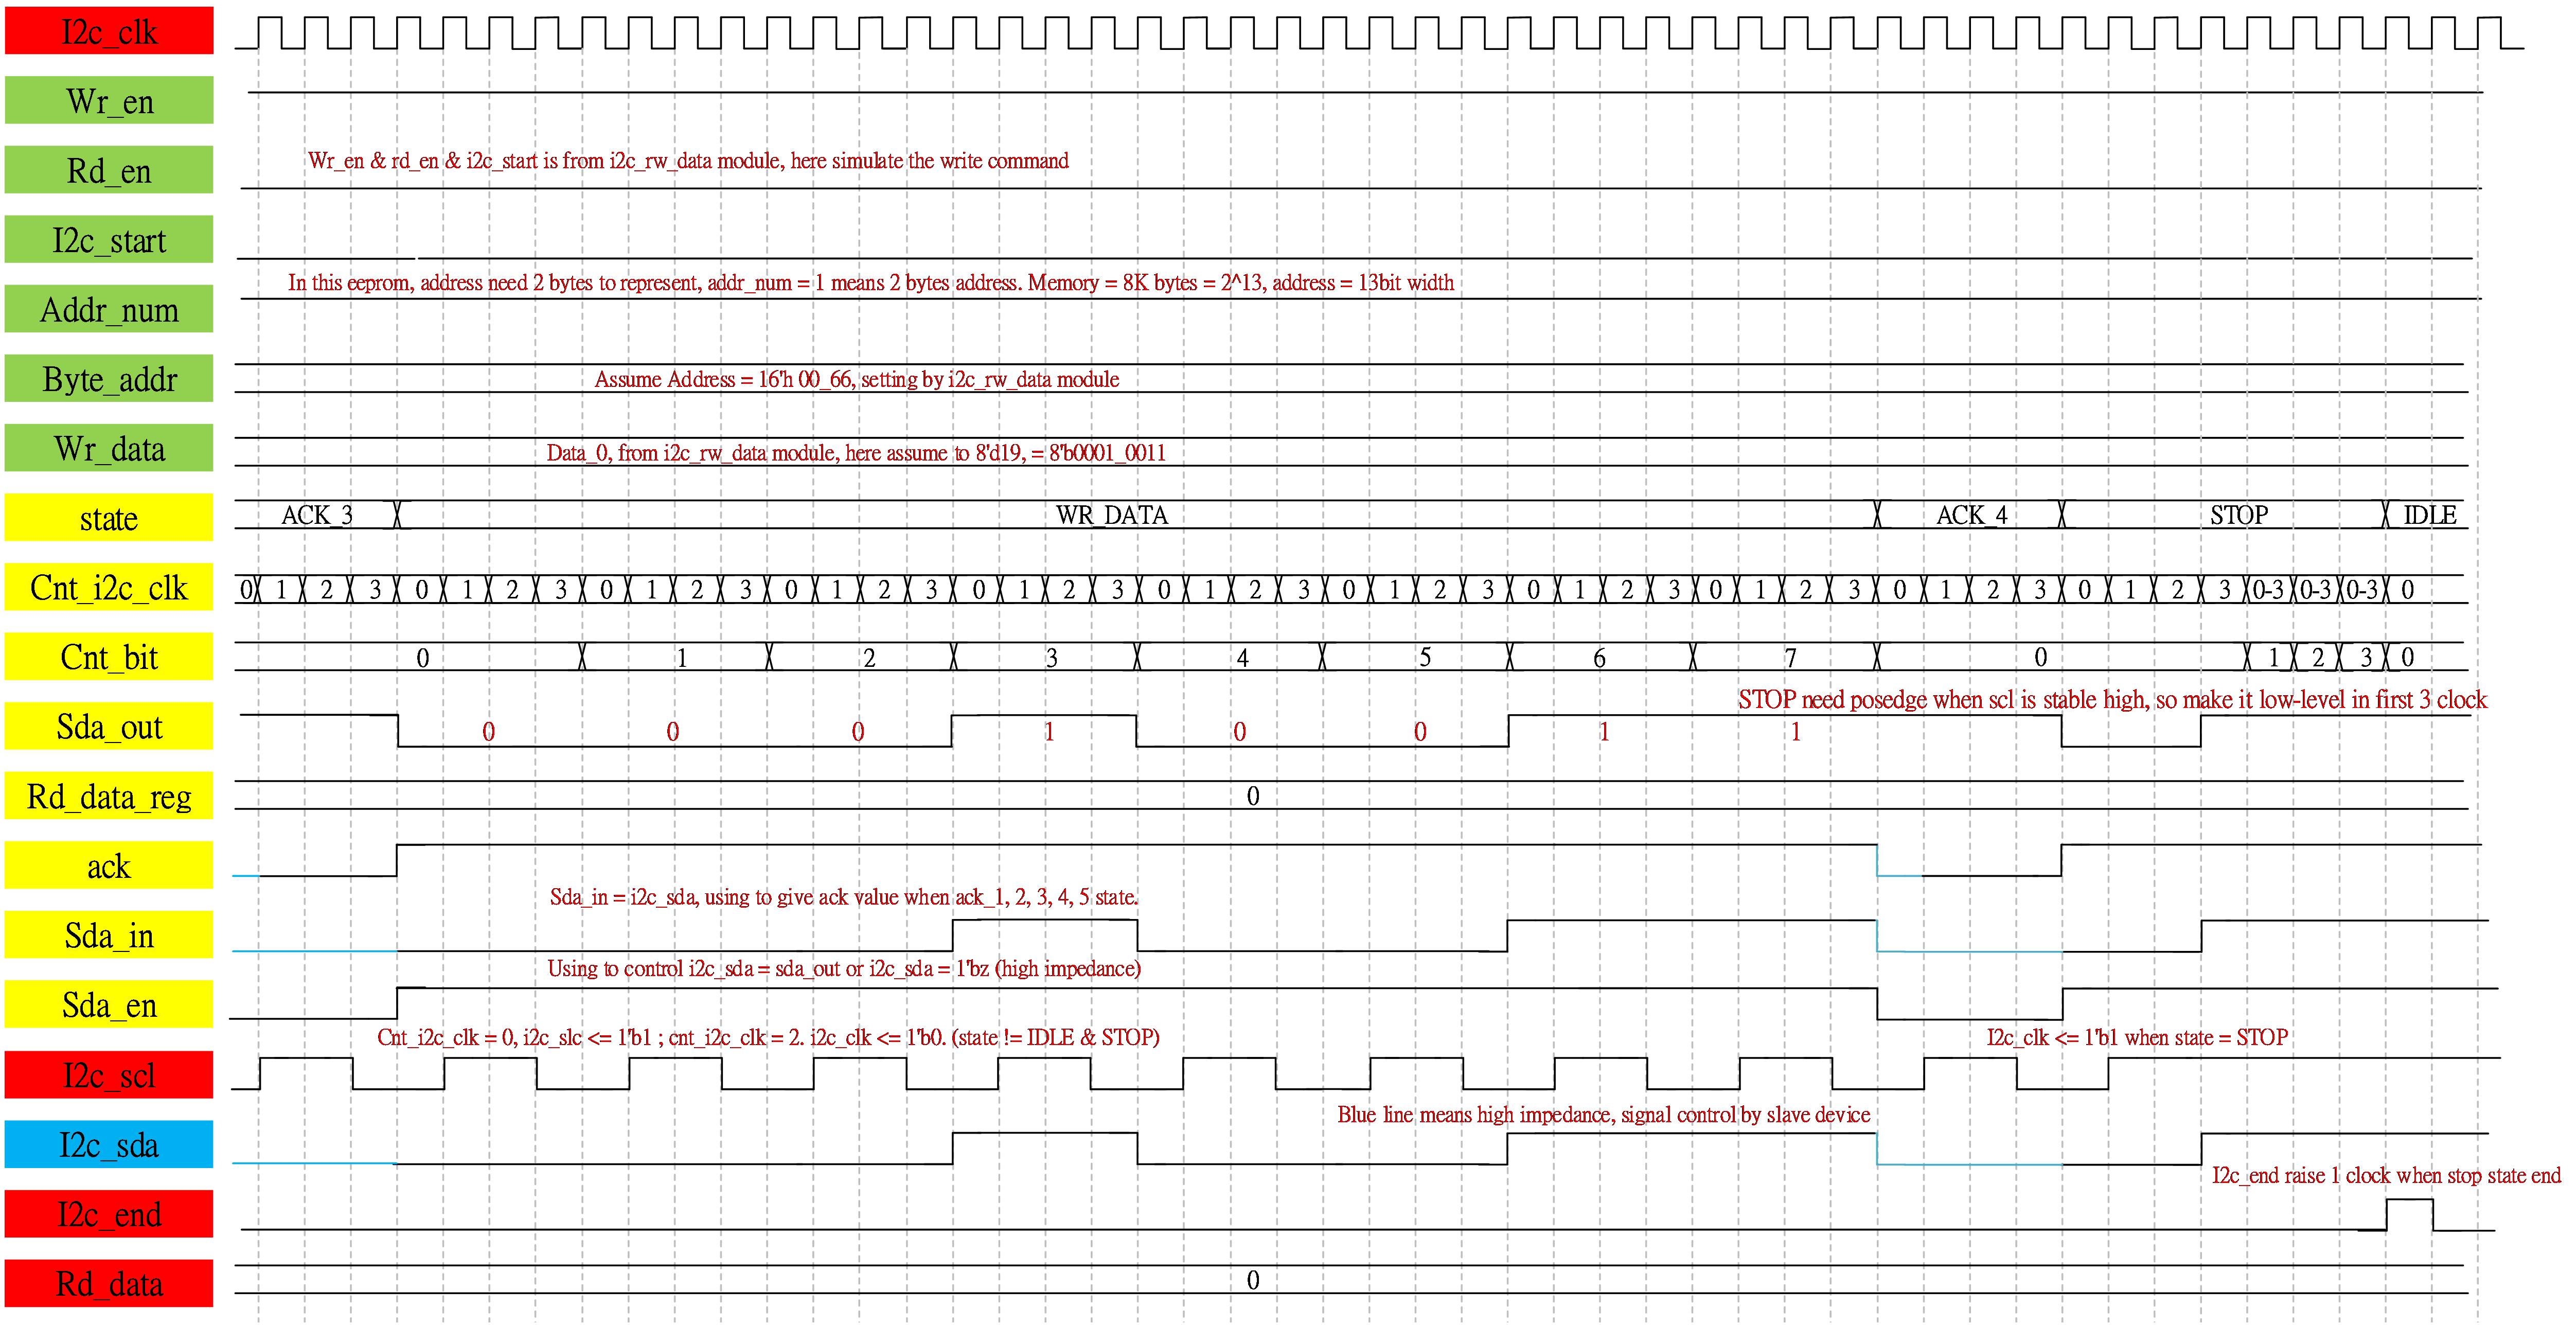 I2c_clk
Wr_en
Rd_en
Wr_en & rd_en & i2c_start is from i2c_rw_data module, here simulate the write command
I2c_start
In this eeprom, address need 2 bytes to represent, addr_num = 1 means 2 bytes address. Memory = 8K bytes = 2^13, address = 13bit width
Addr_num
Byte_addr
Assume Address = 16'h 00_66, setting by i2c_rw_data module
Wr_data
Data_0, from i2c_rw_data module, here assume to 8'd19, = 8'b0001_0011
state ACK_3 WR_DATA ACK_4 STOP IDLE
Cnt_i2c_clk 0 1 2 3 0 1 2 3 0 1 2 3 0 1 2 3 0 1 2 3 0 1 2 3 0 1 2 3 0 1 2 3 0 1 2 3 0 1 2 3 0 1 2 3 0-3 0-3 0-3 0
Cnt_bit 0 1 2 3 4 5 6 7 0 1 2 3 0
STOP need posedge when scl is stable high, so make it low-level in first 3 clock
Sda_out 0 0 0 1 0 0 1 1
Rd_data_reg 0
ack
Sda_in = i2c_sda, using to give ack value when ack_1, 2, 3, 4, 5 state.
Sda_in
Using to control i2c_sda = sda_out or i2c_sda = 1'bz (high impedance)
Sda_en
Cnt_i2c_clk = 0, i2c_slc <= 1'b1 ; cnt_i2c_clk = 2. i2c_clk <= 1'b0. (state != IDLE & STOP)
I2c_clk <= 1'b1 when state = STOP
I2c_scl
Blue line means high impedance, signal control by slave device
I2c_sda
I2c_end raise 1 clock when stop state end
I2c_end
Rd_data 0